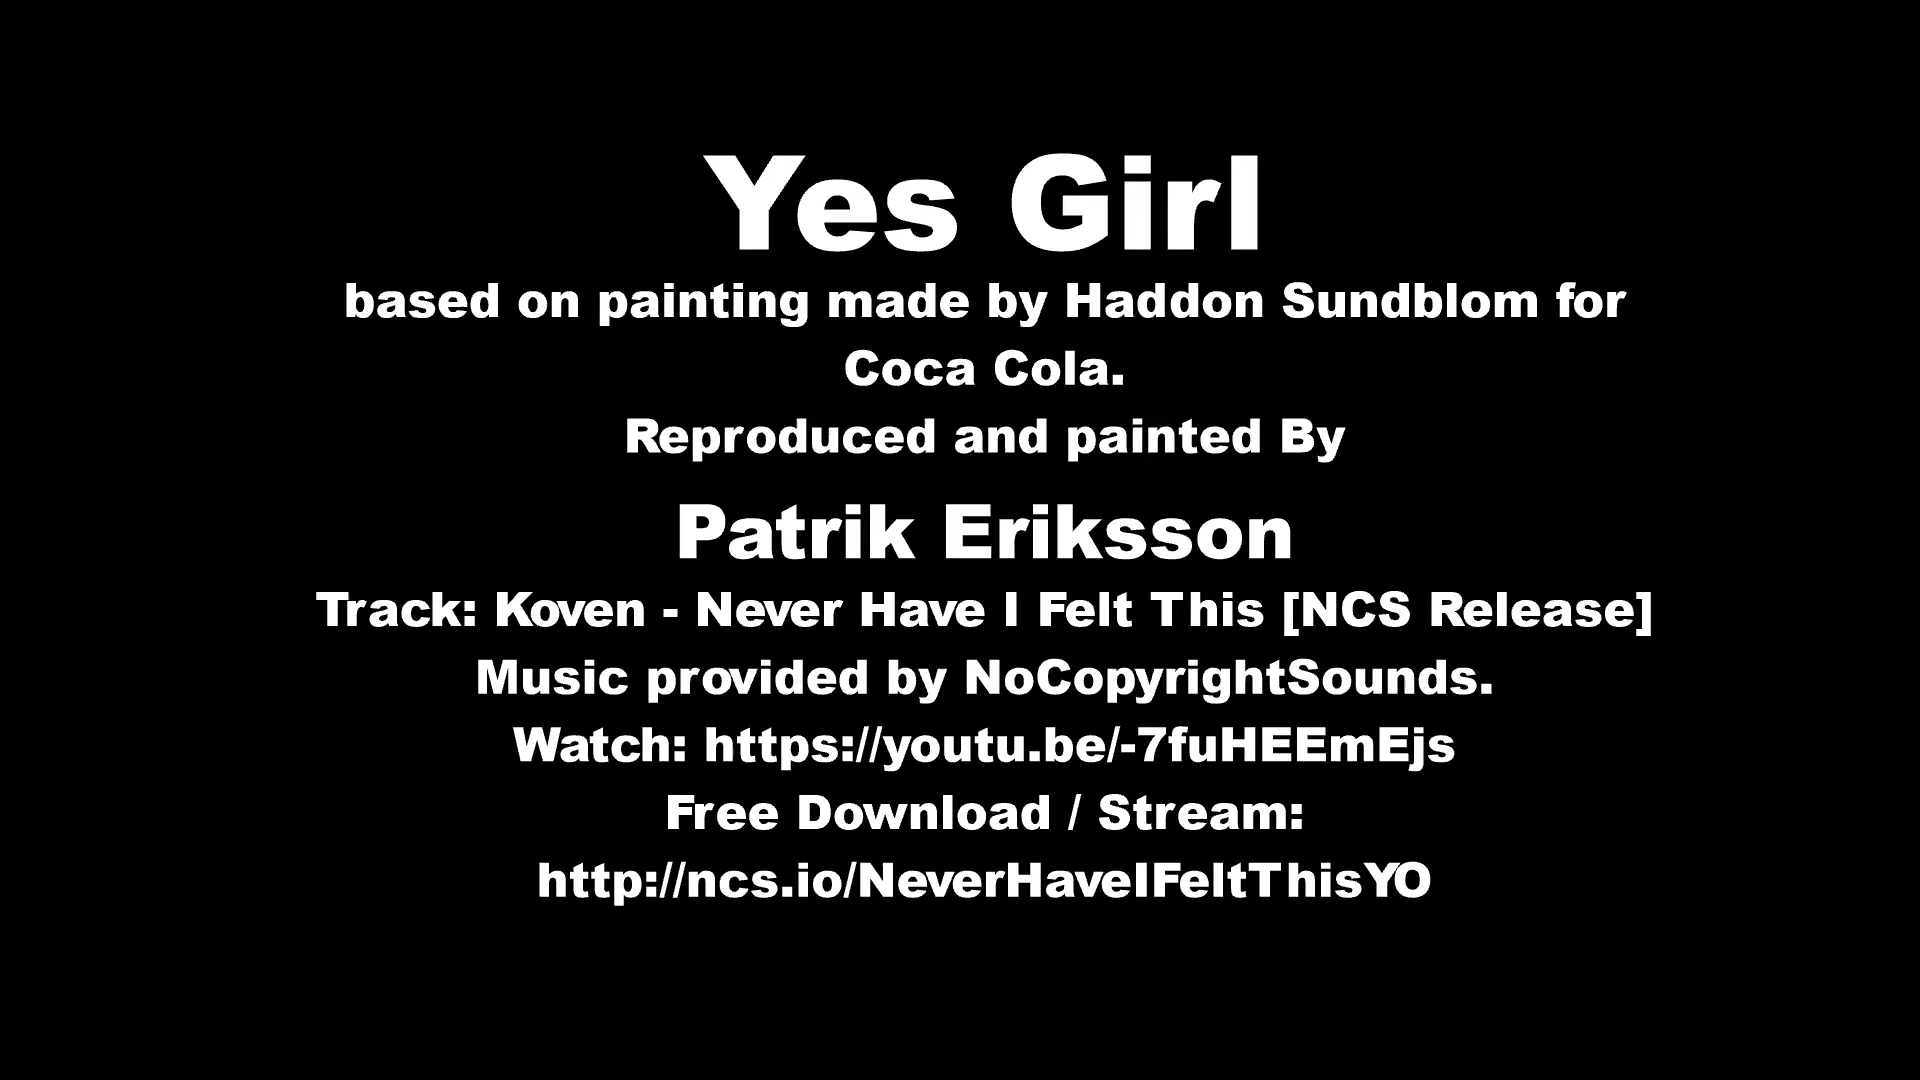 Yes Girl
based on painting made by Haddon Sundblom for
Coca Cola.
Reproduced and painted By
Patrik Eriksson
Track: Koven - Never Have I Felt This [NCS Release]
Music provided by NoCopyrightSounds.
Watch: https://youtu.be/-7fuHEEmEjs
Free Download / Stream:
http://ncs.io/NeverHaveIFeltThisYO